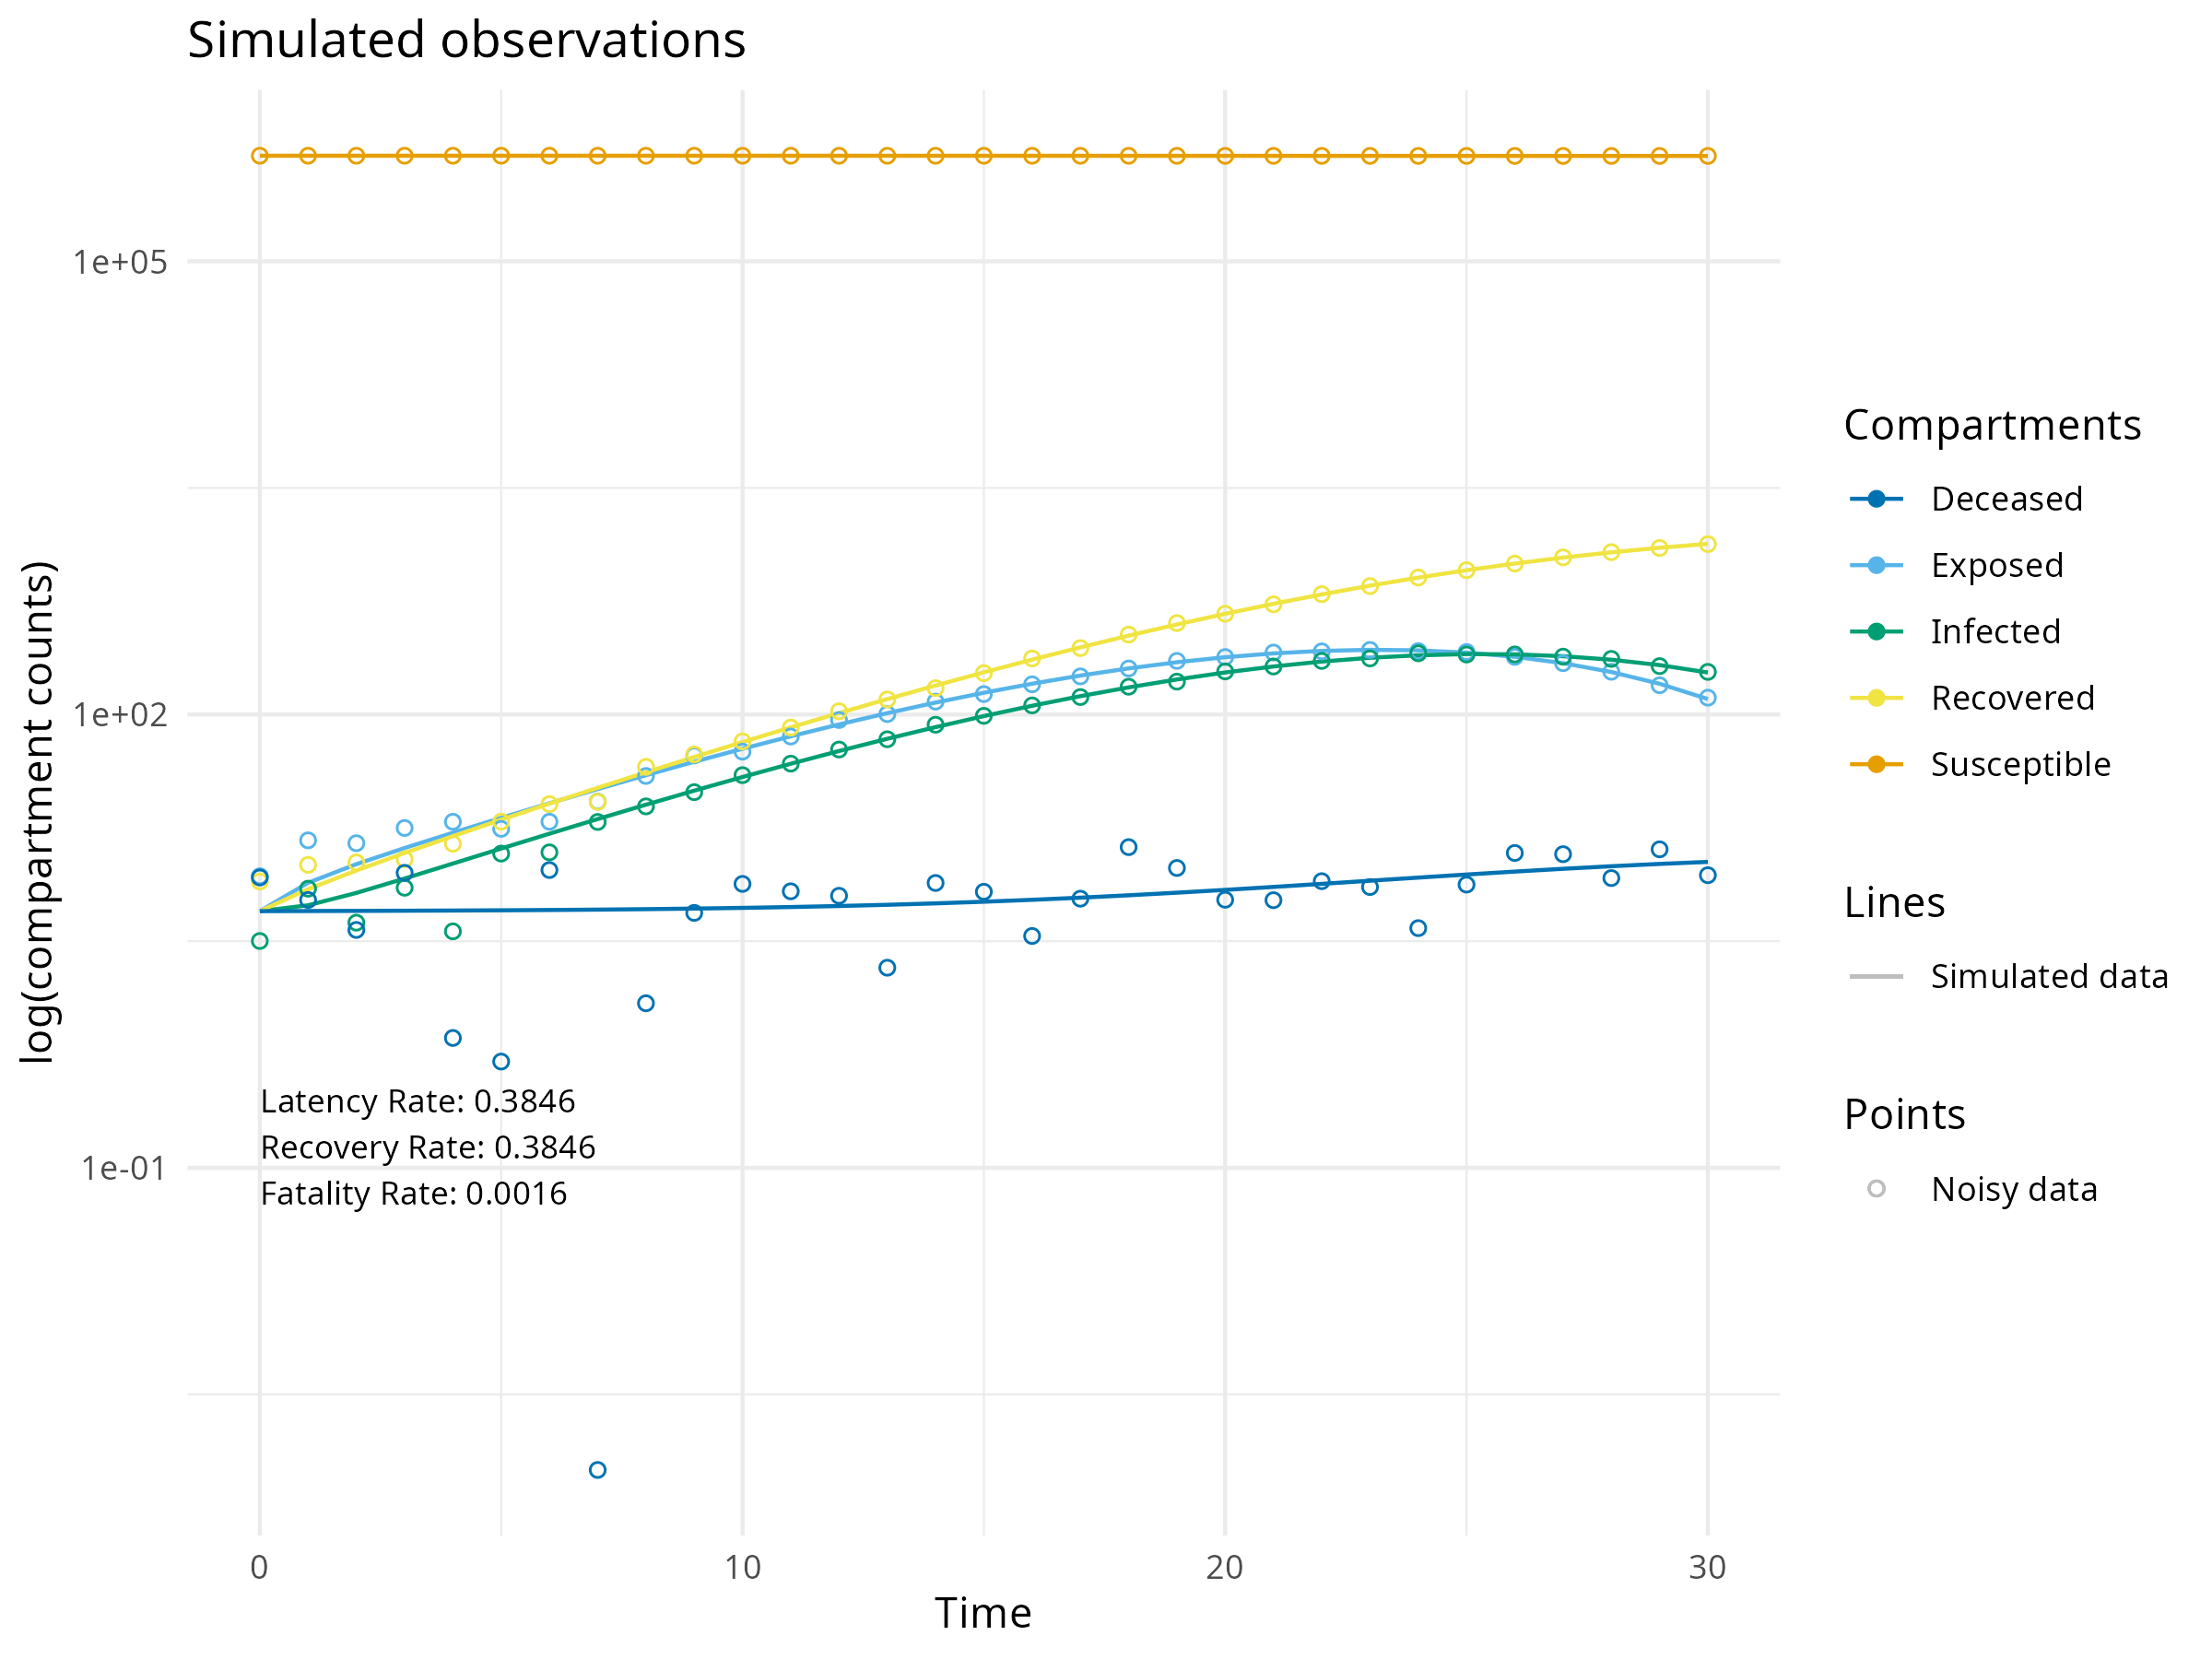 Simulated observations
log(compartment counts)
1e+05
1e+02
1e-01
Latency Rate: 0.3846
Recovery Rate: 0.3846
Fatality Rate: 0.0016
0
10
20
30
Time
Compartments
Deceased
Exposed
Infected
Recovered
Susceptible
Lines
Simulated data
Points
Noisy data